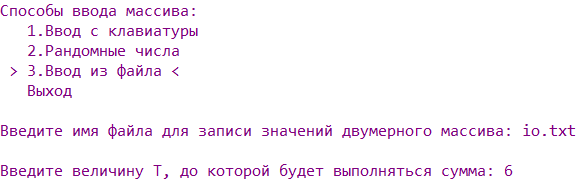 Способы ввода массива:
1.Ввод с клавиатуры
2.Рандомные числа
> 3.Ввод из файла <
Выход
Введите имя файла для записи значений двумерного массива: io.txt
Введите величину T, до которой будет выполняться сумма: 6